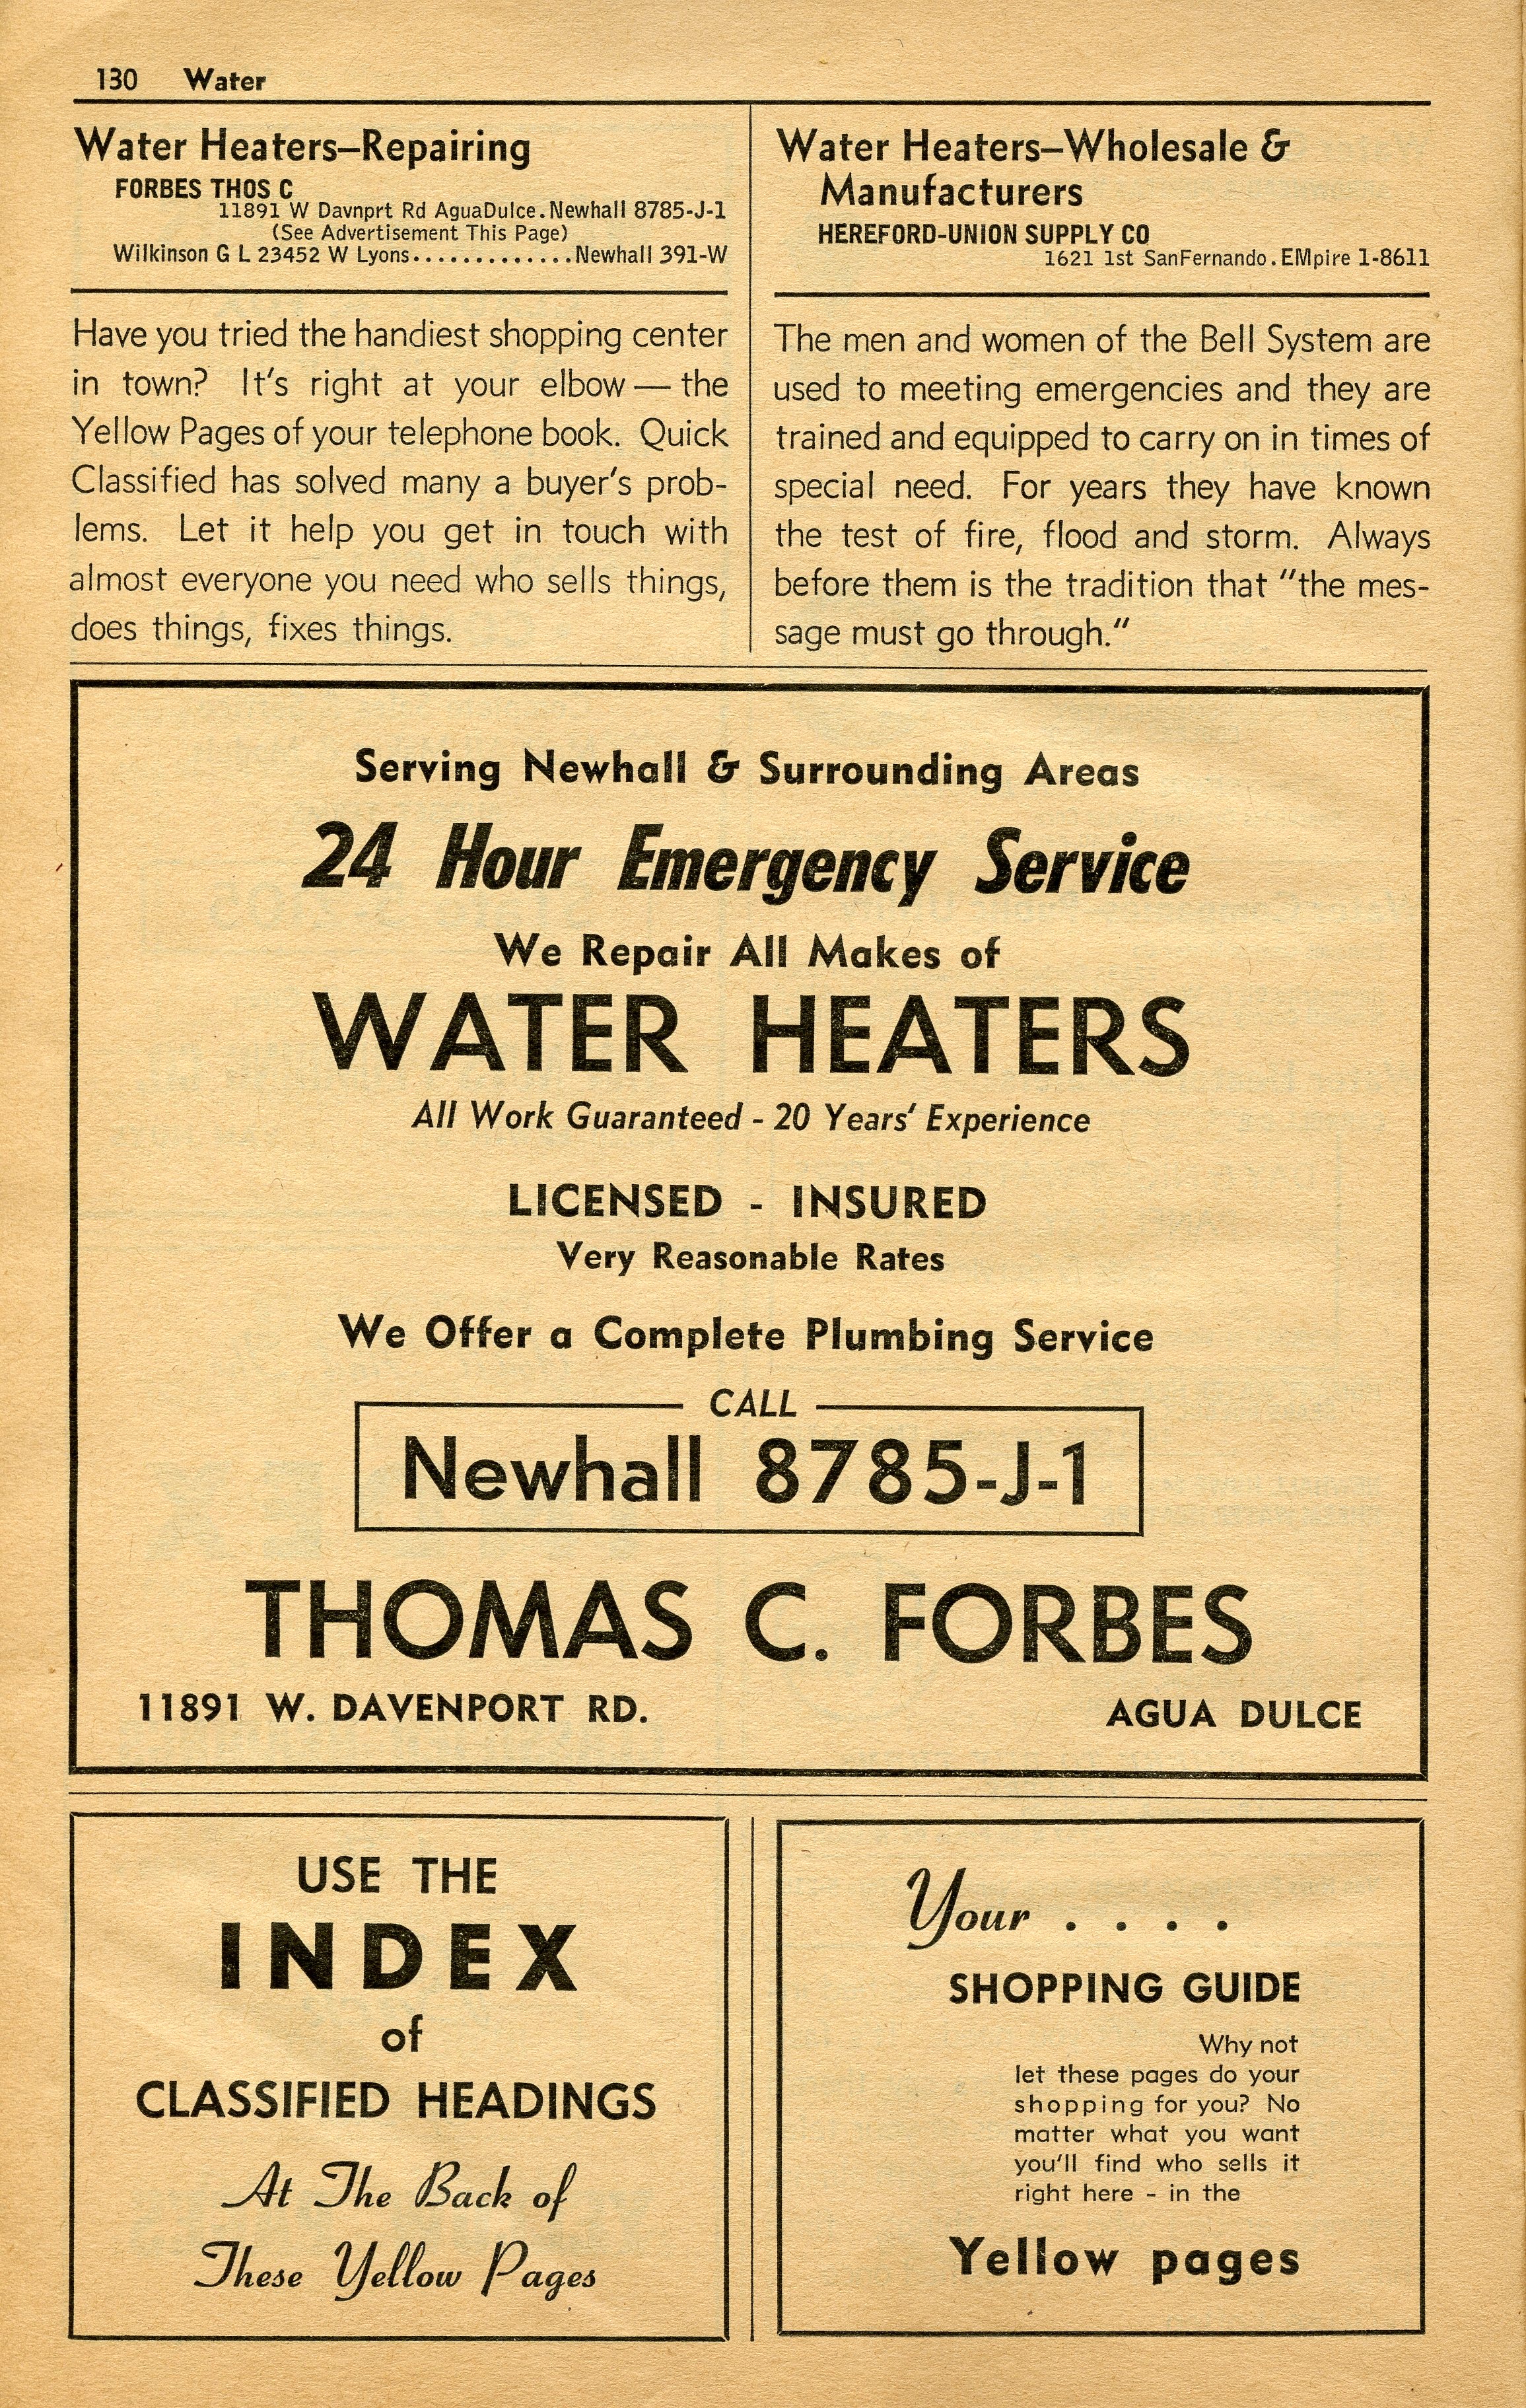 130 Water
Water Heaters–Repairing
FORBES THOS C
11891 W Davnprt Rd AguaDulce.Newhall 8785-J-1
(See Advertisement This Page)
Wilkinson G L 23452 W Lyons.............Newhall 391-W
Have you tried the handiest shopping center
in town? It's right at your elbow — the
Yellow Pages of your telephone book. Quick
Classified has solved many a buyer's prob-
lems. Let it help you get in touch with
almost everyone you need who sells things,
does things, fixes things.
Water Heaters–Wholesale &
Manufacturers
HEREFORD-UNION SUPPLY CO
1621 1st SanFernando.EMpire 1-8611
The men and women of the Bell System are
used to meeting emergencies and they are
trained and equipped to carry on in times of
special need. For years they have known
the test of fire, flood and storm. Always
before them is the tradition that "the mes-
sage must go through."
Serving Newhall & Surrounding Areas
24 Hour Emergency Service
We Repair All Makes of
WATER HEATERS
All Work Guaranteed - 20 Years' Experience
LICENSED - INSURED
Very Reasonable Rates
We Offer a Complete Plumbing Service
CALL
Newhall 8785-J-1
THOMAS C. FORBES
11891 W. DAVENPORT RD. AGUA DULCE
USE THE
INDEX
of
CLASSIFIED HEADINGS
At The Back of
These Yellow Pages
Your . . . .
SHOPPING GUIDE
Why not
let these pages do your
shopping for you? No
matter what you want
you'll find who sells it
right here - in the
Yellow pages